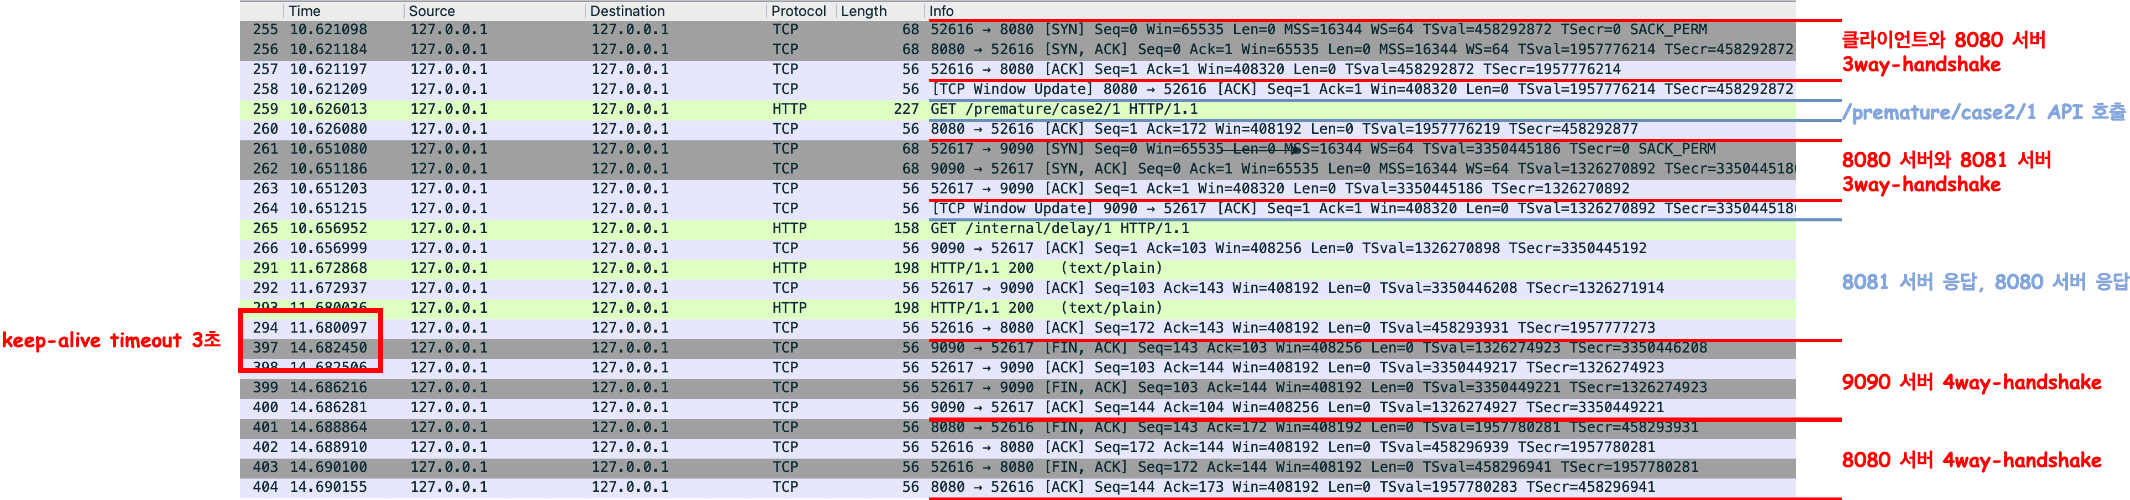 Time Source Destination Protocol Length Info
255 10.621098 127.0.0.1 127.0.0.1 TCP 68 52616 → 8080 [SYN] Seq=0 Win=65535 Len=0 MSS=16344 WS=64 TSval=458292872 TSecr=0 SACK_PERM
256 10.621184 127.0.0.1 127.0.0.1 TCP 68 8080 → 52616 [SYN, ACK] Seq=0 Ack=1 Win=65535 Len=0 MSS=16344 WS=64 TSval=1957776214 TSecr=458292872
클라이언트와 8080 서버
3way-handshake
257 10.621197 127.0.0.1 127.0.0.1 TCP 56 52616 → 8080 [ACK] Seq=1 Ack=1 Win=408320 Len=0 TSval=458292872 TSecr=1957776214
258 10.621209 127.0.0.1 127.0.0.1 TCP 56 [TCP Window Update] 8080 → 52616 [ACK] Seq=1 Ack=1 Win=408320 Len=0 TSval=1957776214 TSecr=458292872
259 10.626013 127.0.0.1 127.0.0.1 HTTP 227 GET /premature/case2/1 HTTP/1.1
/premature/case2/1 API 호출
260 10.626080 127.0.0.1 127.0.0.1 TCP 56 8080 → 52616 [ACK] Seq=1 Ack=172 Win=408192 Len=0 TSval=1957776219 TSecr=458292877
261 10.651080 127.0.0.1 127.0.0.1 TCP 68 52617 → 9090 [SYN] Seq=0 Win=65535 Len=0 MSS=16344 WS=64 TSval=3350445186 TSecr=0 SACK_PERM
262 10.651186 127.0.0.1 127.0.0.1 TCP 68 9090 → 52617 [SYN, ACK] Seq=0 Ack=1 Win=65535 Len=0 MSS=16344 WS=64 TSval=1326270892 TSecr=335044518
8080 서버와 8081 서버
3way-handshake
263 10.651203 127.0.0.1 127.0.0.1 TCP 56 52617 → 9090 [ACK] Seq=1 Ack=1 Win=408320 Len=0 TSval=3350445186 TSecr=1326270892
264 10.651215 127.0.0.1 127.0.0.1 TCP 56 [TCP Window Update] 9090 → 52617 [ACK] Seq=1 Ack=1 Win=408320 Len=0 TSval=1326270892 TSecr=335044518
265 10.656952 127.0.0.1 127.0.0.1 HTTP 158 GET /internal/delay/1 HTTP/1.1
266 10.656999 127.0.0.1 127.0.0.1 TCP 56 9090 → 52617 [ACK] Seq=1 Ack=103 Win=408256 Len=0 TSval=1326270898 TSecr=3350445192
291 11.672868 127.0.0.1 127.0.0.1 HTTP 198 HTTP/1.1 200 (text/plain)
8081 서버 응답, 8080 서버 응답
292 11.672937 127.0.0.1 127.0.0.1 TCP 56 52617 → 9090 [ACK] Seq=103 Ack=143 Win=408192 Len=0 TSval=3350446208 TSecr=1326271914
293 11.680036 127.0.0.1 127.0.0.1 HTTP 198 HTTP/1.1 200 (text/plain)
294 11.680097 127.0.0.1 127.0.0.1 TCP 56 52616 → 8080 [ACK] Seq=172 Ack=143 Win=408192 Len=0 TSval=458293931 TSecr=1957777273
keep-alive timeout 3초
397 14.682450 127.0.0.1 127.0.0.1 TCP 56 9090 → 52617 [FIN, ACK] Seq=143 Ack=103 Win=408256 Len=0 TSval=1326274923 TSecr=3350446208
398 14.682506 127.0.0.1 127.0.0.1 TCP 56 52617 → 9090 [ACK] Seq=103 Ack=144 Win=408192 Len=0 TSval=3350449217 TSecr=1326274923
399 14.686216 127.0.0.1 127.0.0.1 TCP 56 52617 → 9090 [FIN, ACK] Seq=103 Ack=144 Win=408192 Len=0 TSval=3350449221 TSecr=1326274923
9090 서버 4way-handshake
400 14.686281 127.0.0.1 127.0.0.1 TCP 56 9090 → 52617 [ACK] Seq=144 Ack=104 Win=408256 Len=0 TSval=1326274927 TSecr=3350449221
401 14.688864 127.0.0.1 127.0.0.1 TCP 56 8080 → 52616 [FIN, ACK] Seq=143 Ack=172 Win=408192 Len=0 TSval=1957780281 TSecr=458293931
402 14.688910 127.0.0.1 127.0.0.1 TCP 56 52616 → 8080 [ACK] Seq=172 Ack=144 Win=408192 Len=0 TSval=458296939 TSecr=1957780281
8080 서버 4way-handshake
403 14.690100 127.0.0.1 127.0.0.1 TCP 56 52616 → 8080 [FIN, ACK] Seq=172 Ack=144 Win=408192 Len=0 TSval=458296941 TSecr=1957780281
404 14.690155 127.0.0.1 127.0.0.1 TCP 56 8080 → 52616 [ACK] Seq=144 Ack=173 Win=408192 Len=0 TSval=1957780283 TSecr=458296941